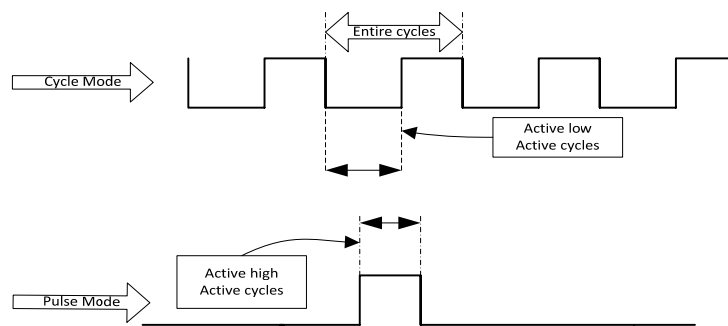 Entire cycles
Cycle Mode
Active low
Active cycles
Active high
Active cycles
Pulse Mode